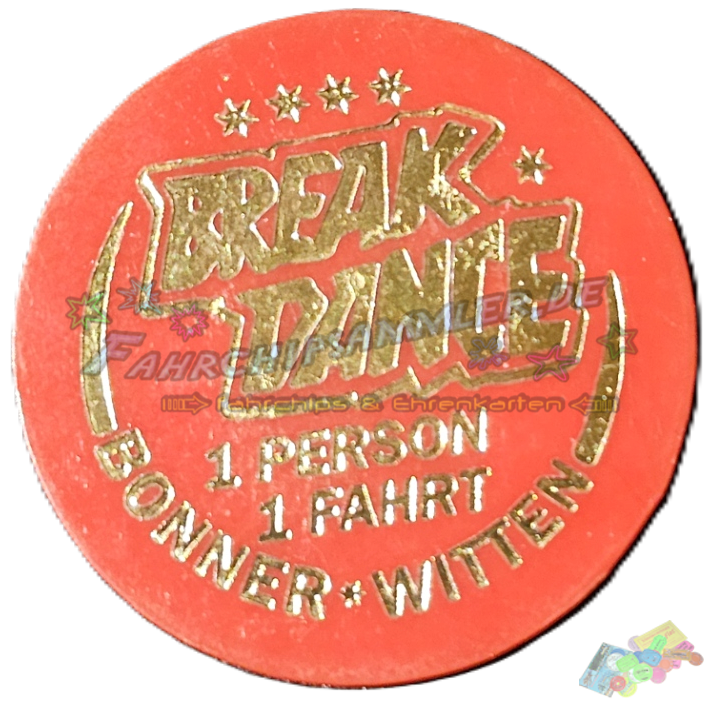 BREAK
DANCE
FAHRCHIPSAMMLER.DE
fahrchips & Ehrenkarten
1 PERSON
1 FAHRT
BONNER * WITTEN